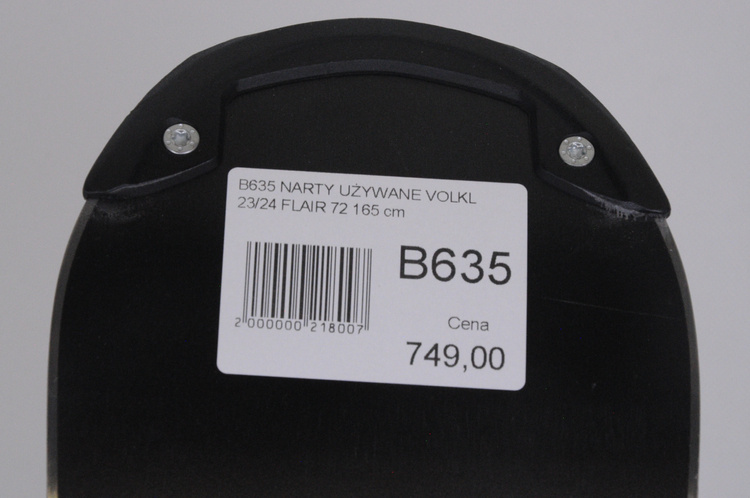 B635 NARTY UŻYWANE VOLKL
23/24 FLAIR 72 165 cm
B635
2 000000 218007
Cena
749,00